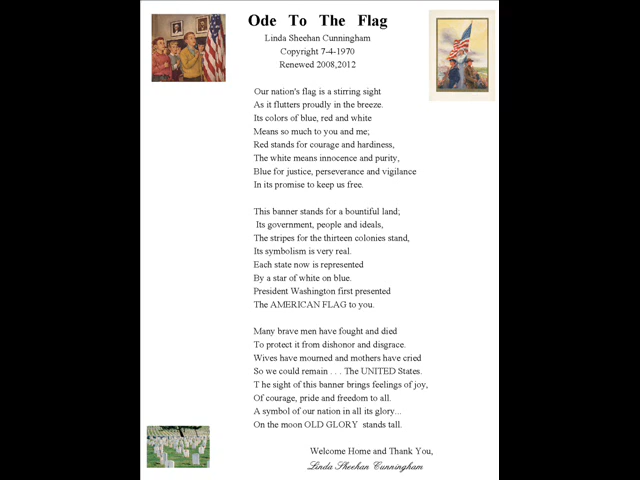 Ode To The Flag
Linda Sheehan Cunningham
Copyright 7-4-1970
Renewed 2008,2012
Our nation's flag is a stirring sight
As it flutters proudly in the breeze.
Its colors of blue, red and white
Means so much to you and me;
Red stands for courage and hardiness,
The white means innocence and purity,
Blue for justice, perseverance and vigilance
In its promise to keep us free.
This banner stands for a bountiful land;
Its government, people and ideals,
The stripes for the thirteen colonies stand,
Its symbolism is very real.
Each state now is represented
By a star of white on blue.
President Washington first presented
The AMERICAN FLAG to you.
Many brave men have fought and died
To protect it from dishonor and disgrace.
Wives have mourned and mothers have cried
So we could remain . . . The UNITED States.
T he sight of this banner brings feelings of joy,
Of courage, pride and freedom to all.
A symbol of our nation in all its glory...
On the moon OLD GLORY stands tall.
Welcome Home and Thank You,
Linda Sheehan Cunningham